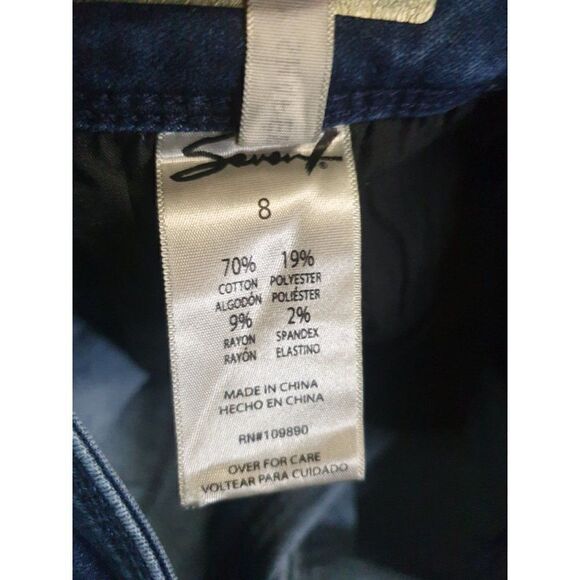 Seven7
8
70% 19%
COTTON POLYESTER
ALGODÓN POLIÉSTER
9% 2%
RAYON SPANDEX
RAYÓN ELASTINO
MADE IN CHINA
HECHO EN CHINA
RN#109890
OVER FOR CARE
VOLTEAR PARA CUIDADO